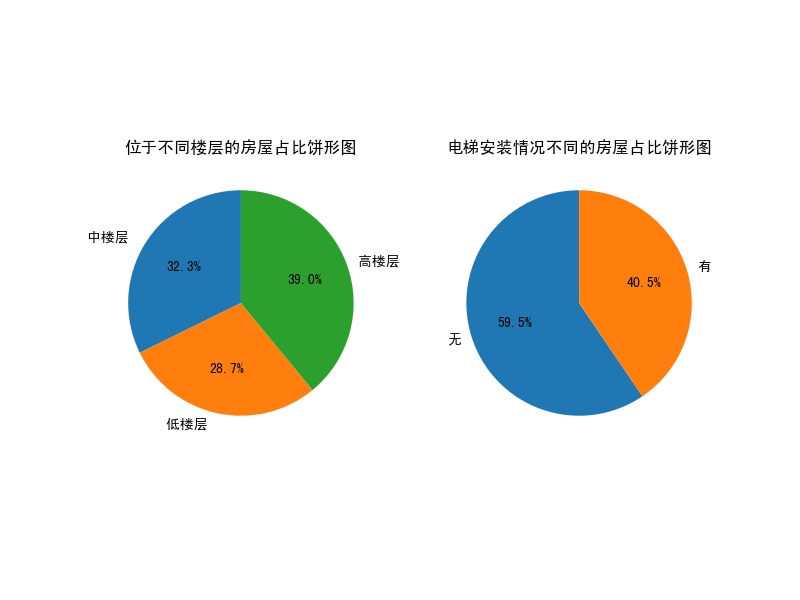 位于不同楼层的房屋占比饼形图
中楼层
32.3%
高楼层
39.0%
28.7%
低楼层
电梯安装情况不同的房屋占比饼形图
有
40.5%
59.5%
无